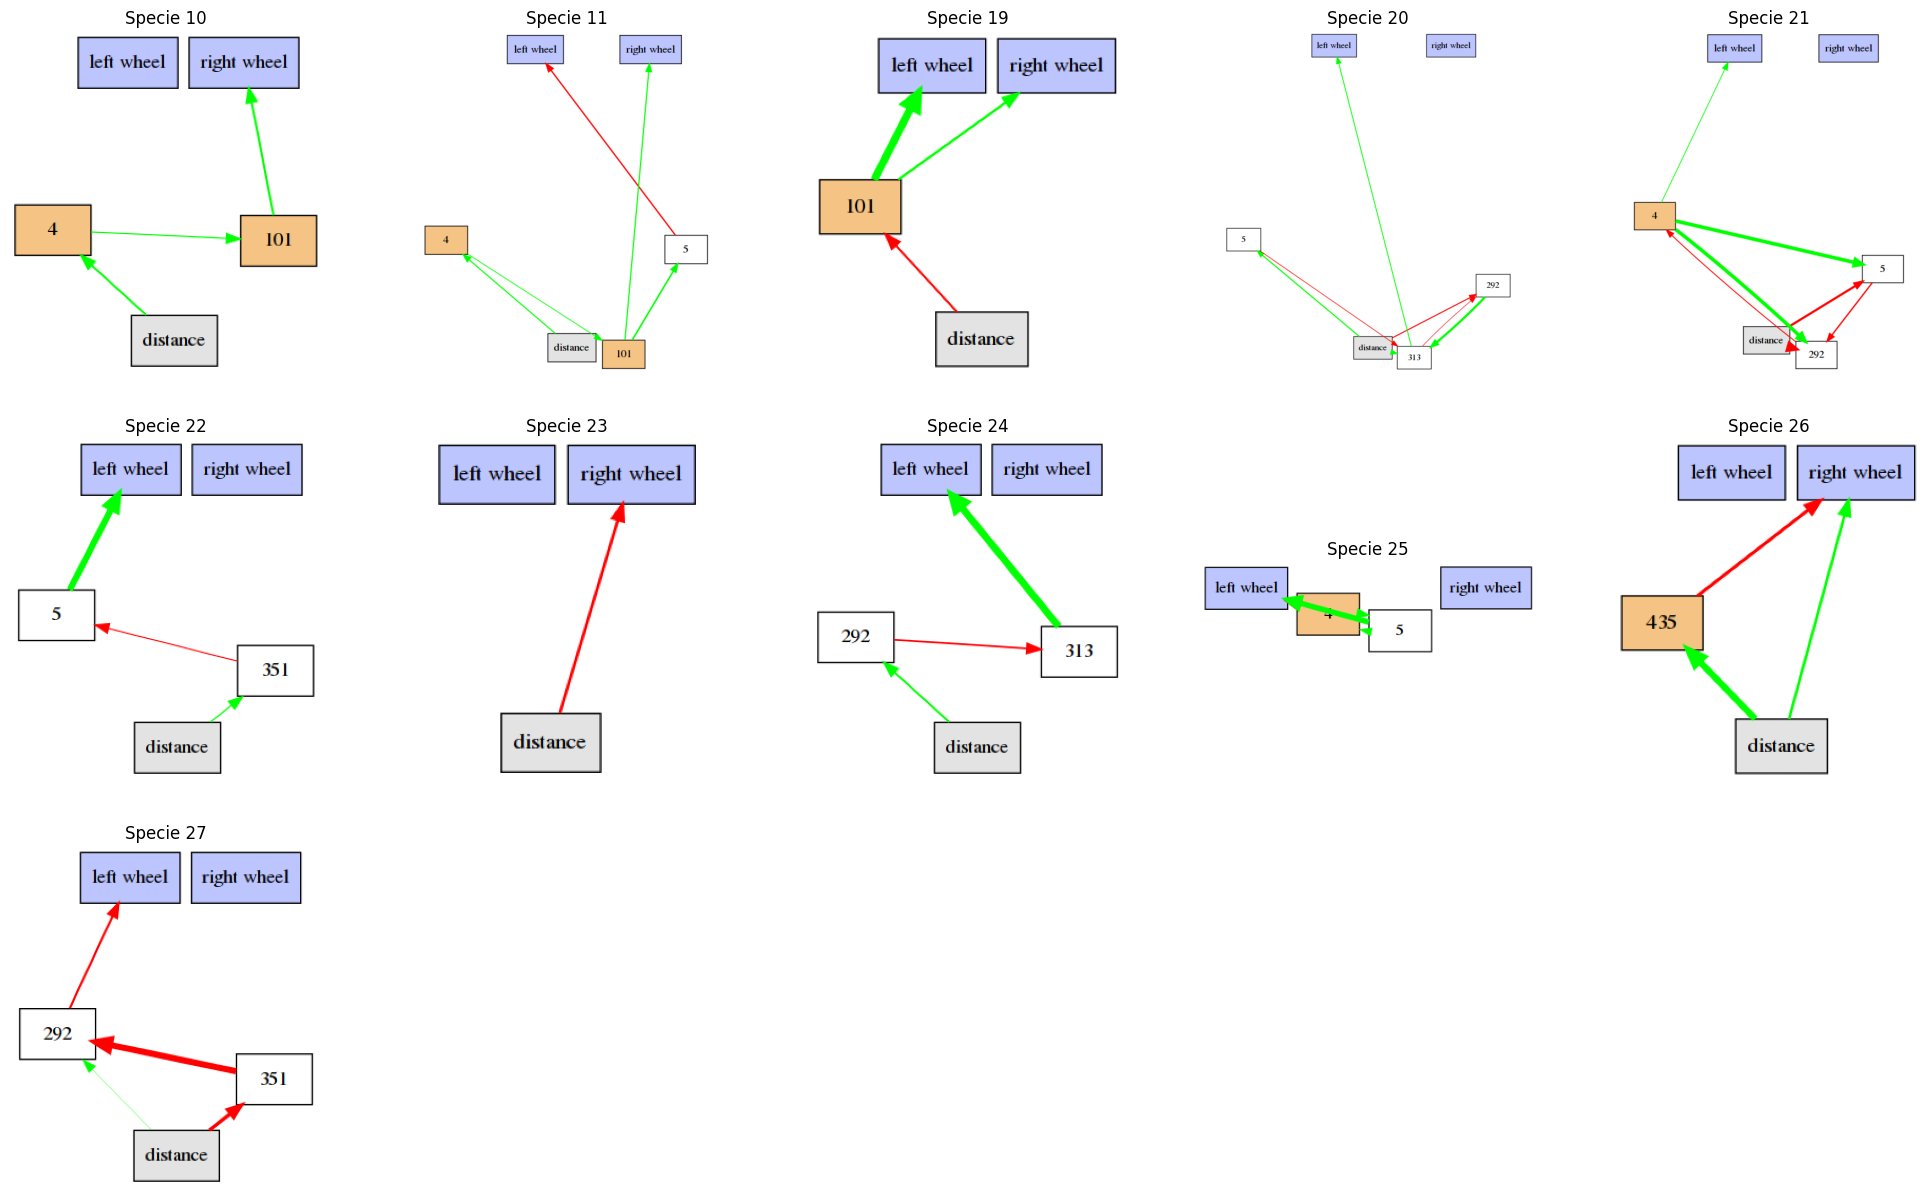 Specie 10
left wheel
right wheel
4
101
distance
Specie 11
left wheel
right wheel
4
5
distance
101
Specie 19
left wheel
right wheel
101
distance
Specie 20
left wheel
right wheel
5
292
distance
313
Specie 21
left wheel
right wheel
4
5
distance
292
Specie 22
left wheel
right wheel
5
351
distance
Specie 23
left wheel
right wheel
distance
Specie 24
left wheel
right wheel
292
313
distance
Specie 25
left wheel
right wheel
4
5
Specie 26
left wheel
right wheel
435
distance
Specie 27
left wheel
right wheel
292
351
distance